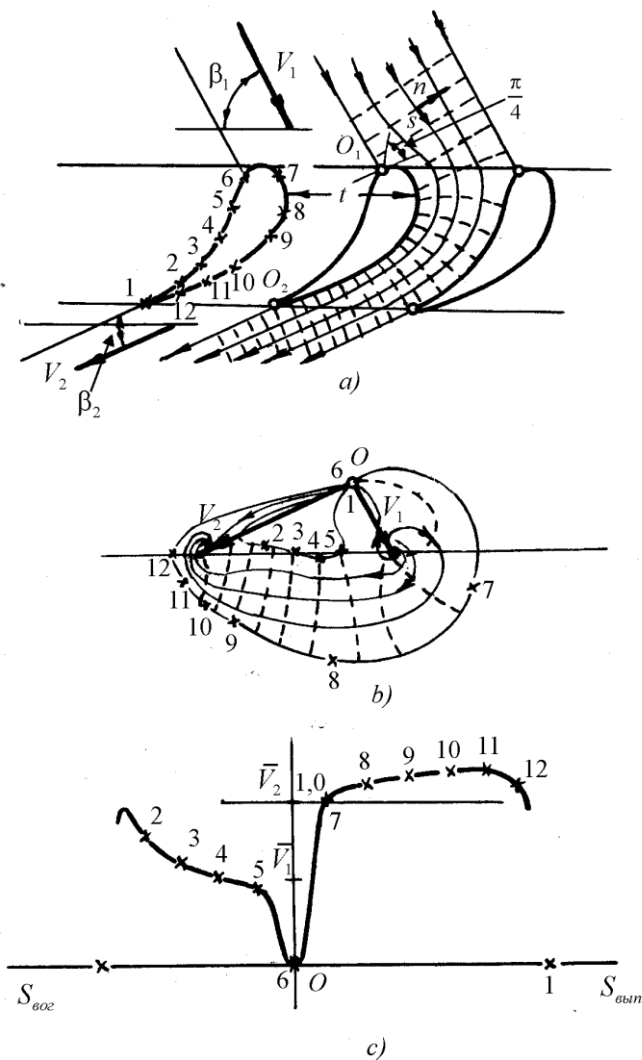 β₁ V₁ n π/4
s
O₁
6 7 t
5 8
4 9
3
2 10
1 11 O₂
12
V₂ β₂
a)
6 O
V₂ 1 V₁
2 3 4 5
12
11 7
10
9
8
b)
V̅₂ 1,0 8 9 10 11 12
7
2
3
4 V̅₁
5
6 O 1
Sвог Sвып
c)